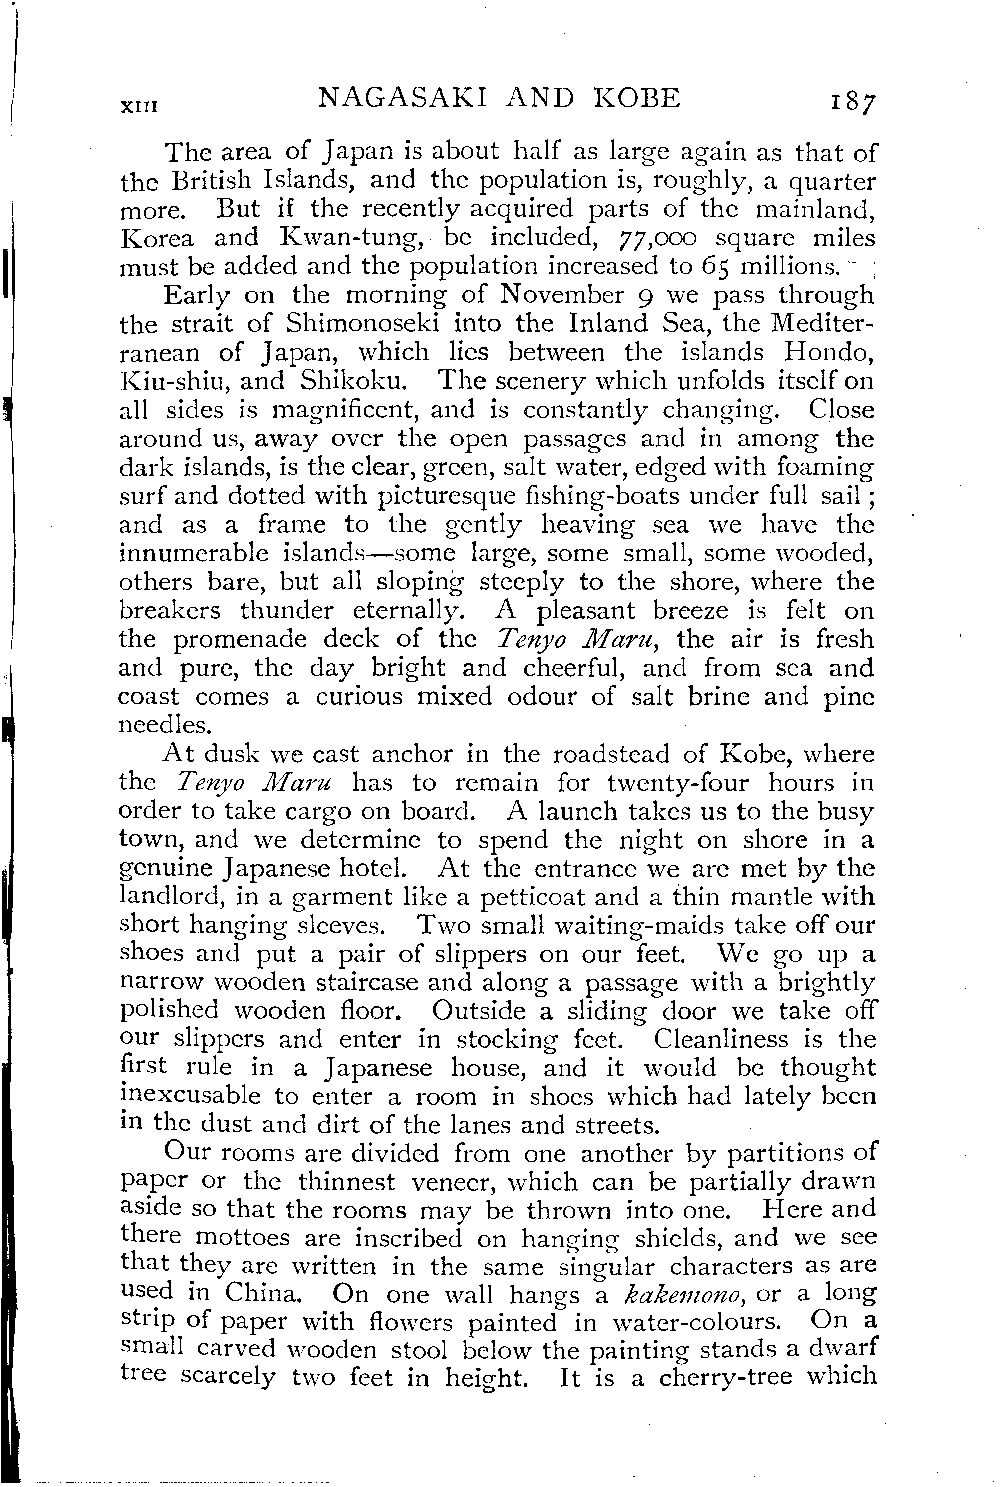 XIII NAGASAKI AND KOBE 187
The area of Japan is about half as large again as that of
the British Islands, and the population is, roughly, a quarter
more. But if the recently acquired parts of the mainland,
Korea and Kwan-tung, be included, 77,000 square miles
must be added and the population increased to 65 millions.
Early on the morning of November 9 we pass through
the strait of Shimonoseki into the Inland Sea, the Mediter-
ranean of Japan, which lies between the islands Hondo,
Kiu-shiu, and Shikoku. The scenery which unfolds itself on
all sides is magnificent, and is constantly changing. Close
around us, away over the open passages and in among the
dark islands, is the clear, green, salt water, edged with foaming
surf and dotted with picturesque fishing-boats under full sail;
and as a frame to the gently heaving sea we have the
innumerable islands—some large, some small, some wooded,
others bare, but all sloping steeply to the shore, where the
breakers thunder eternally. A pleasant breeze is felt on
the promenade deck of the Tenyo Maru, the air is fresh
and pure, the day bright and cheerful, and from sea and
coast comes a curious mixed odour of salt brine and pine
needles.
At dusk we cast anchor in the roadstead of Kobe, where
the Tenyo Maru has to remain for twenty-four hours in
order to take cargo on board. A launch takes us to the busy
town, and we determine to spend the night on shore in a
genuine Japanese hotel. At the entrance we are met by the
landlord, in a garment like a petticoat and a thin mantle with
short hanging sleeves. Two small waiting-maids take off our
shoes and put a pair of slippers on our feet. We go up a
narrow wooden staircase and along a passage with a brightly
polished wooden floor. Outside a sliding door we take off
our slippers and enter in stocking feet. Cleanliness is the
first rule in a Japanese house, and it would be thought
inexcusable to enter a room in shoes which had lately been
in the dust and dirt of the lanes and streets.
Our rooms are divided from one another by partitions of
paper or the thinnest veneer, which can be partially drawn
aside so that the rooms may be thrown into one. Here and
there mottoes are inscribed on hanging shields, and we see
that they are written in the same singular characters as are
used in China. On one wall hangs a kakemono, or a long
strip of paper with flowers painted in water-colours. On a
small carved wooden stool below the painting stands a dwarf
tree scarcely two feet in height. It is a cherry-tree which